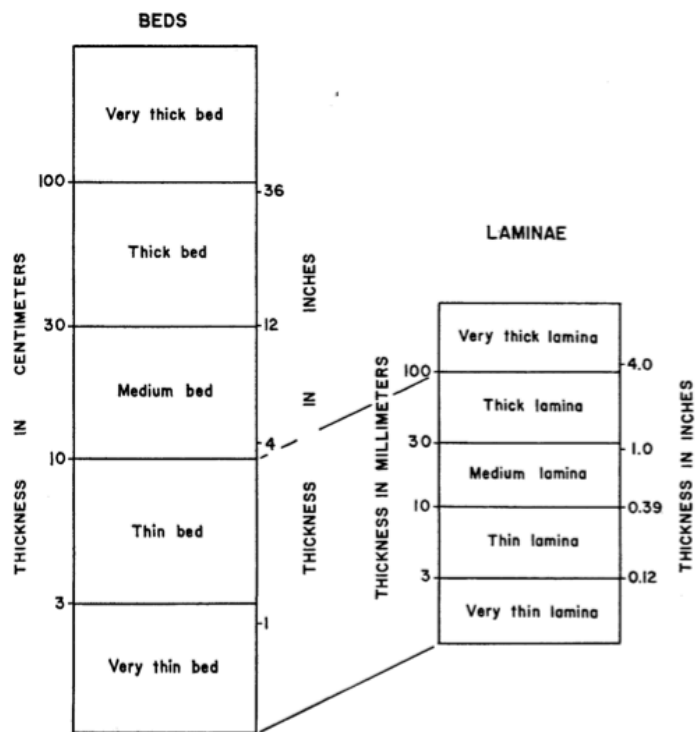 BEDS
Very thick bed
100
36
Thick bed
30
12
Medium bed
4
10
Thin bed
3
1
Very thin bed
THICKNESS IN CENTIMETERS
THICKNESS IN INCHES
LAMINAE
Very thick lamina
100
4.0
Thick lamina
30
1.0
Medium lamina
10
0.39
Thin lamina
3
0.12
Very thin lamina
THICKNESS IN MILLIMETERS
THICKNESS IN INCHES